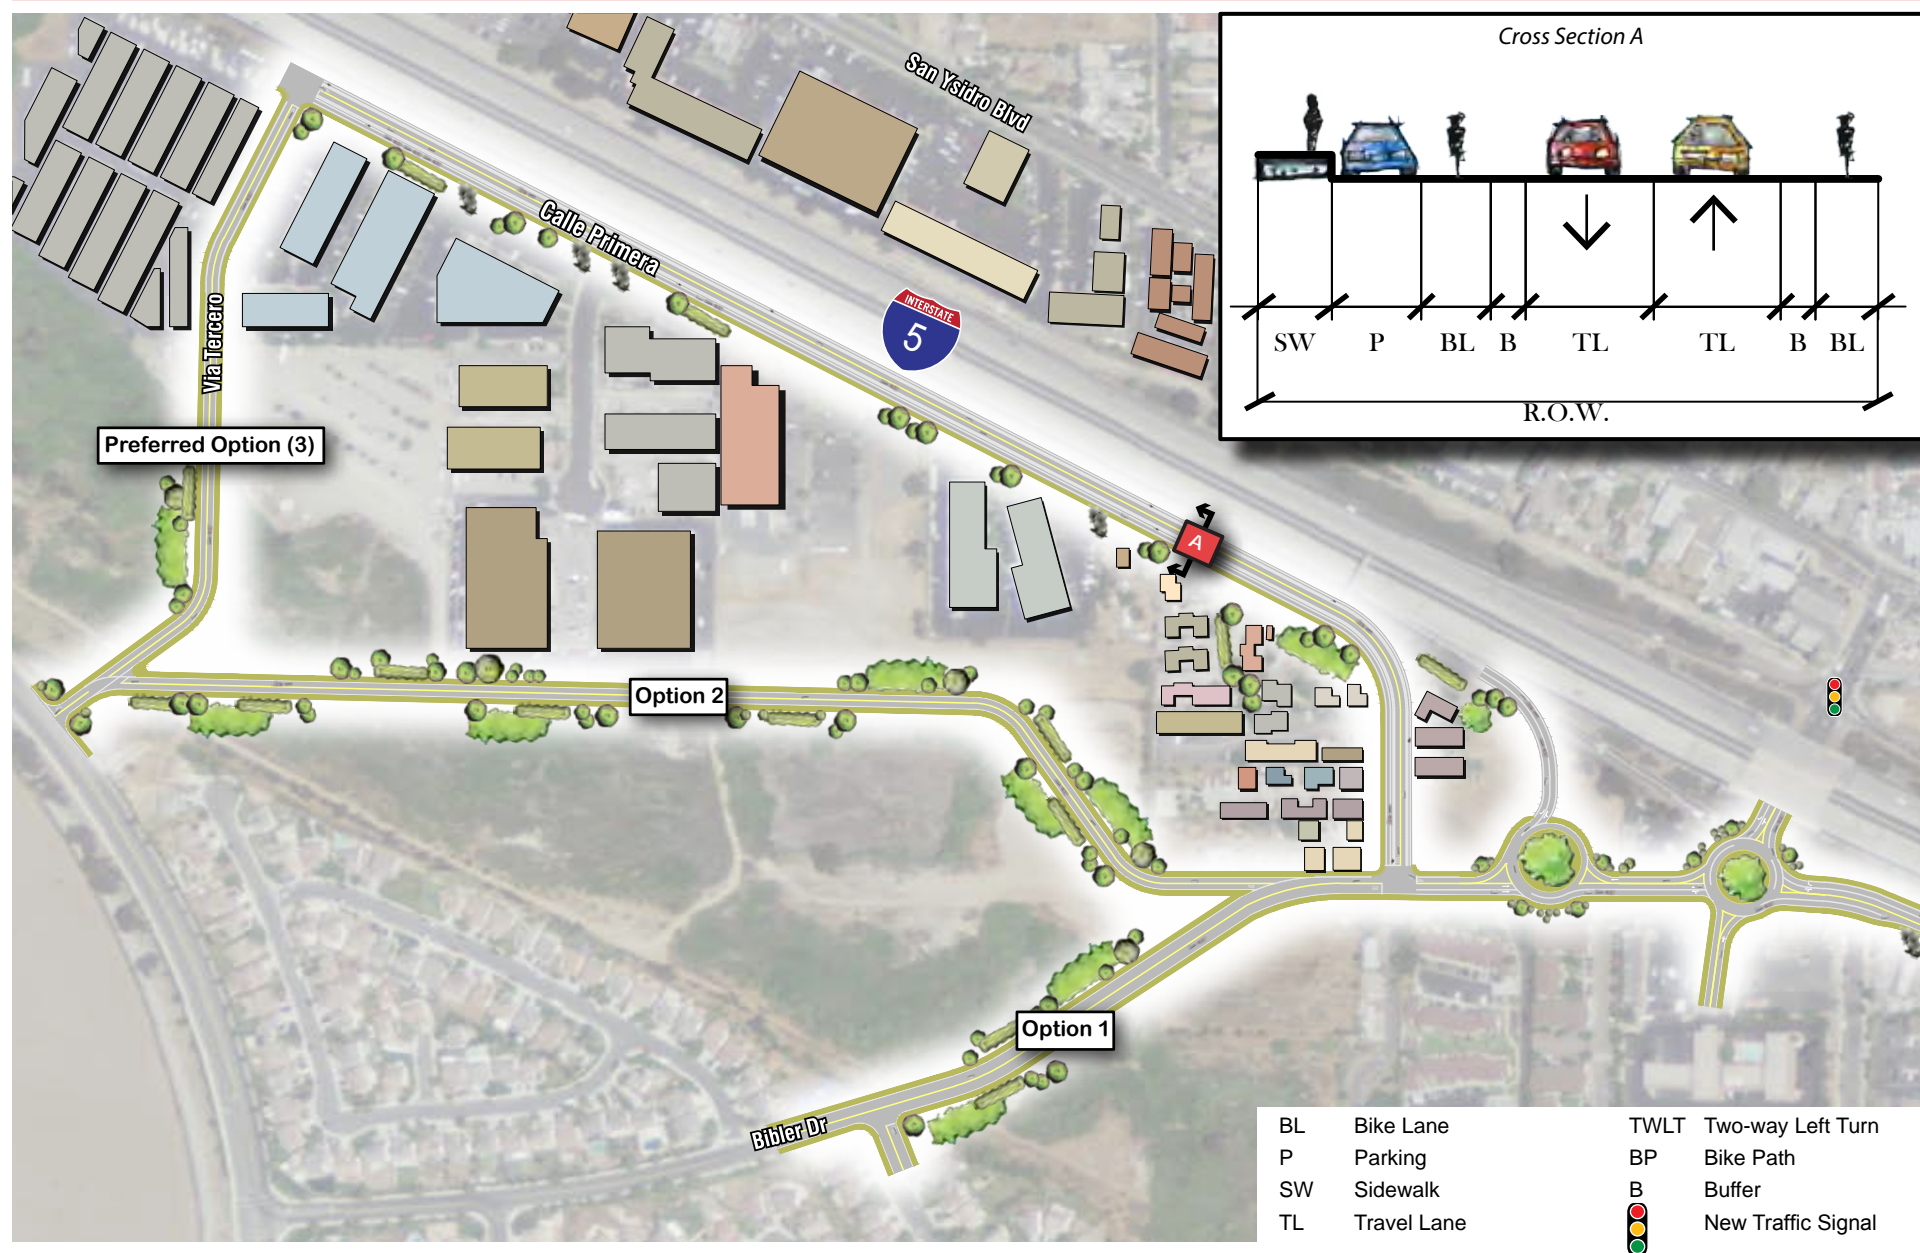 Cross Section A
SW P BL B TL TL B BL
R.O.W.
San Ysidro Blvd
Calle Primera
INTERSTATE
5
Via Tercero
Preferred Option (3)
A
Option 2
Option 1
Bibler Dr
BL Bike Lane
P Parking
SW Sidewalk
TL Travel Lane
TWLT Two-way Left Turn
BP Bike Path
B Buffer
New Traffic Signal